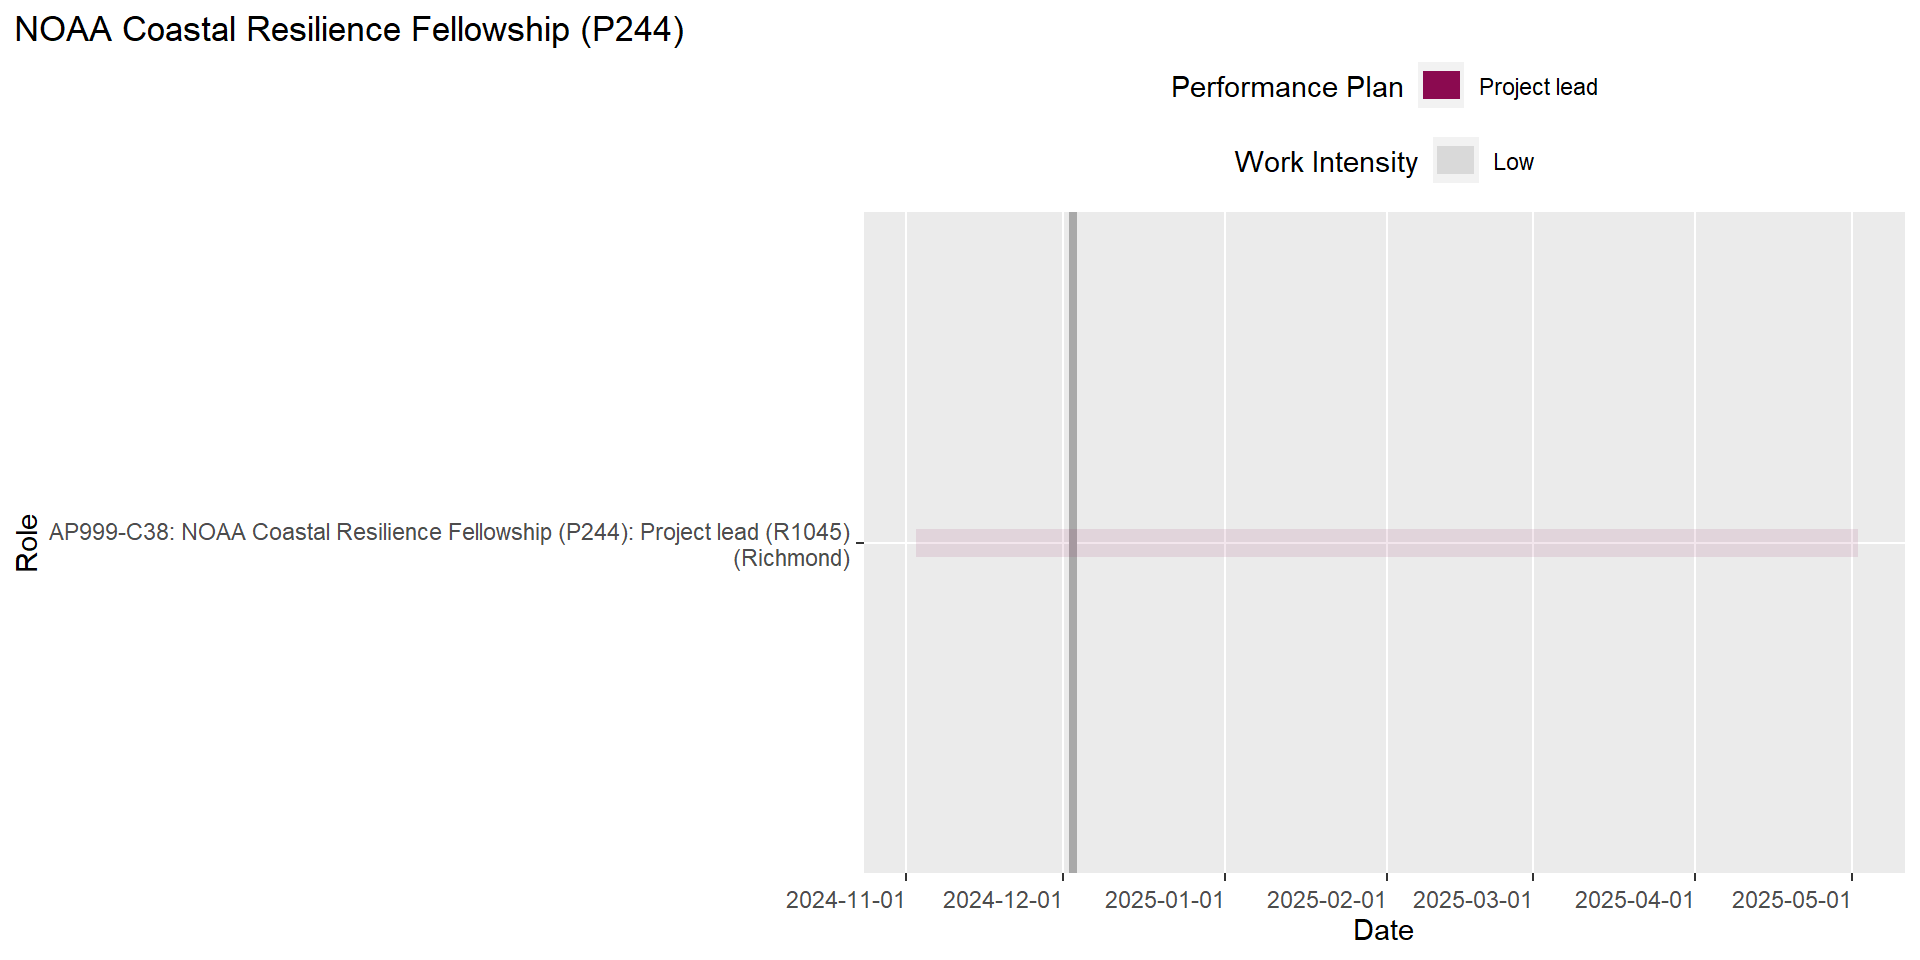 NOAA Coastal Resilience Fellowship (P244)
Performance Plan
Project lead
Work Intensity
Low
Role
AP999-C38: NOAA Coastal Resilience Fellowship (P244): Project lead (R1045)
(Richmond)
2024-11-01
2024-12-01
2025-01-01
2025-02-01
2025-03-01
2025-04-01
2025-05-01
Date